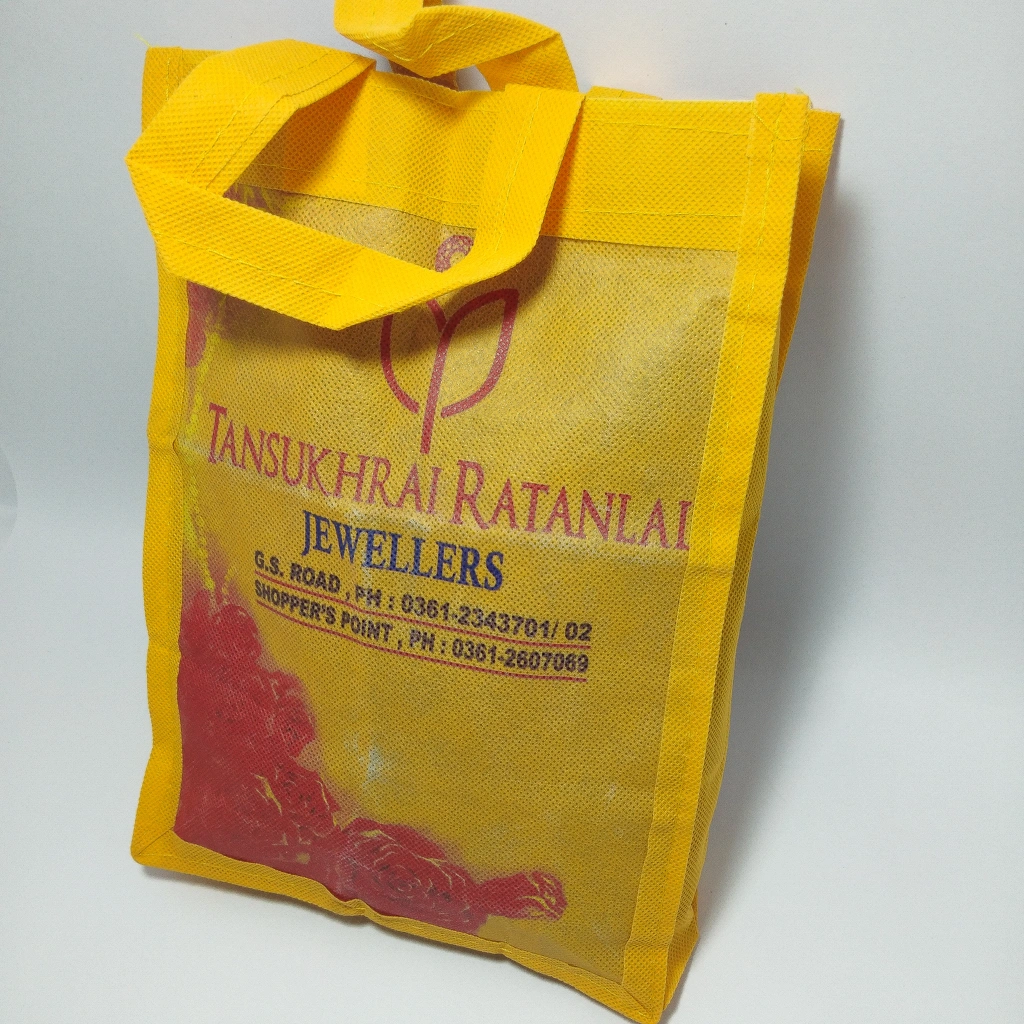 TANSUKHRAI RATANLAL
JEWELLERS
G.S. ROAD , PH : 0361-2343701/ 02
SHOPPER'S POINT , PH : 0361-2607069